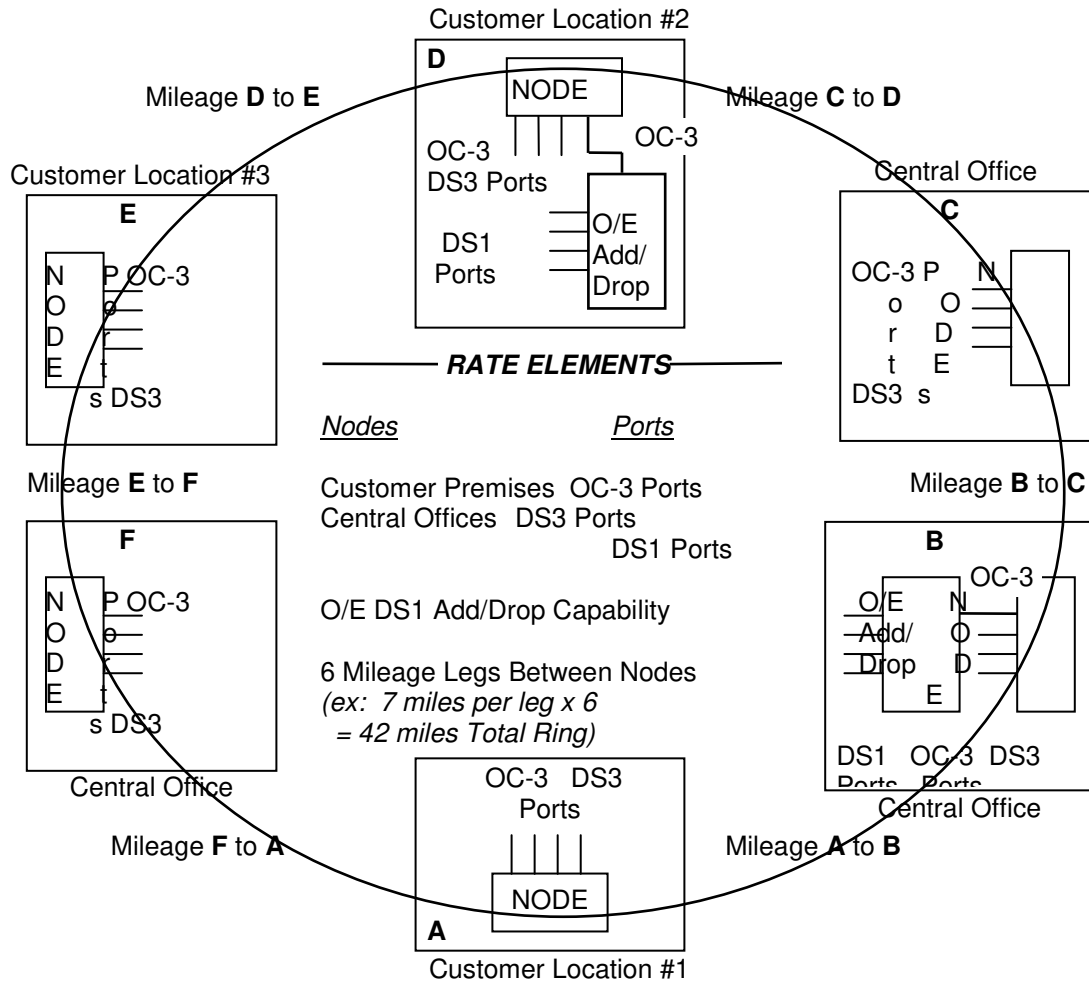 Customer Location #2
D
NODE
Mileage D to E
Mileage C to D
OC-3
OC-3
DS3 Ports
O/E
Add/
Drop
DS1
Ports
Customer Location #3
E
N P OC-3
O o
D r
E t
s DS3
Central Office
C
OC-3 P N
o O
r D
t E
DS3 s
RATE ELEMENTS
Nodes Ports
Customer Premises OC-3 Ports
Central Offices DS3 Ports
DS1 Ports
O/E DS1 Add/Drop Capability
6 Mileage Legs Between Nodes
(ex: 7 miles per leg x 6
= 42 miles Total Ring)
Mileage E to F
Mileage B to C
F
N P OC-3
O o
D r
E t
s DS3
Central Office
B
OC-3
O/E N
Add/ O
Drop D
E
DS1 OC-3 DS3
Ports Ports
Central Office
Mileage F to A
Mileage A to B
OC-3 DS3
Ports
NODE
A
Customer Location #1